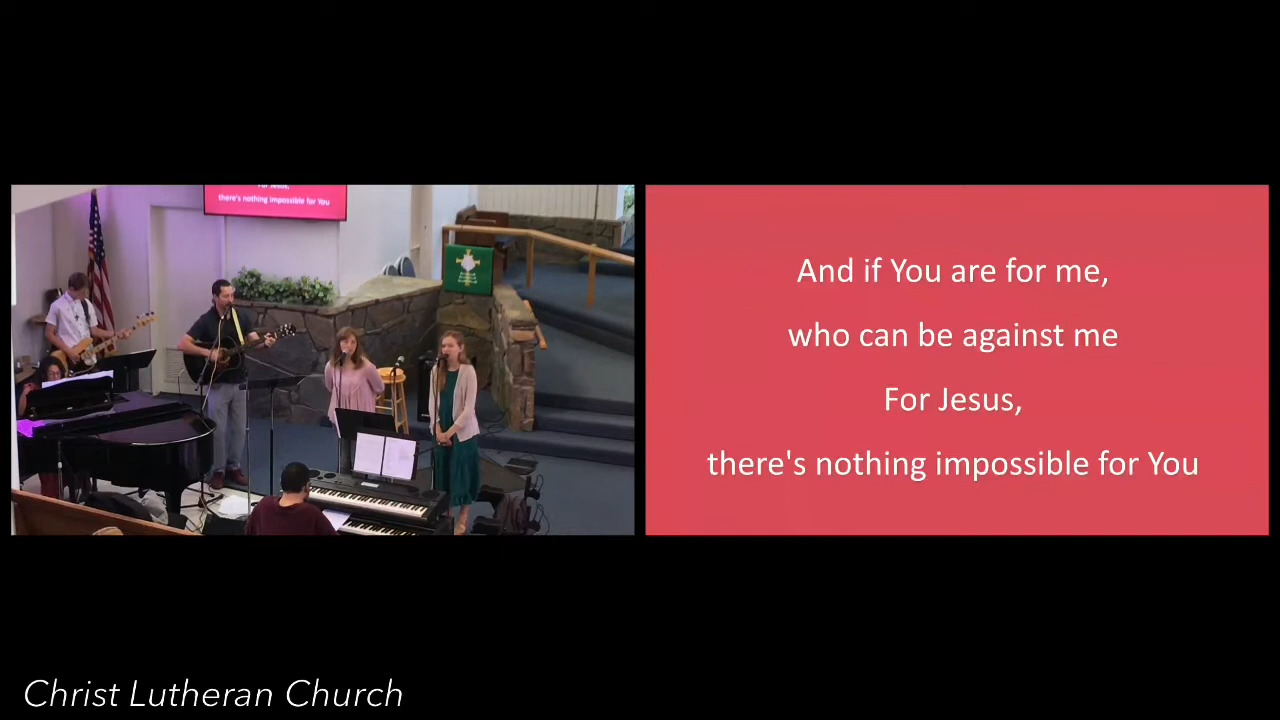 For Jesus,
there's nothing impossible for You
And if You are for me,
who can be against me
For Jesus,
there's nothing impossible for You
Christ Lutheran Church